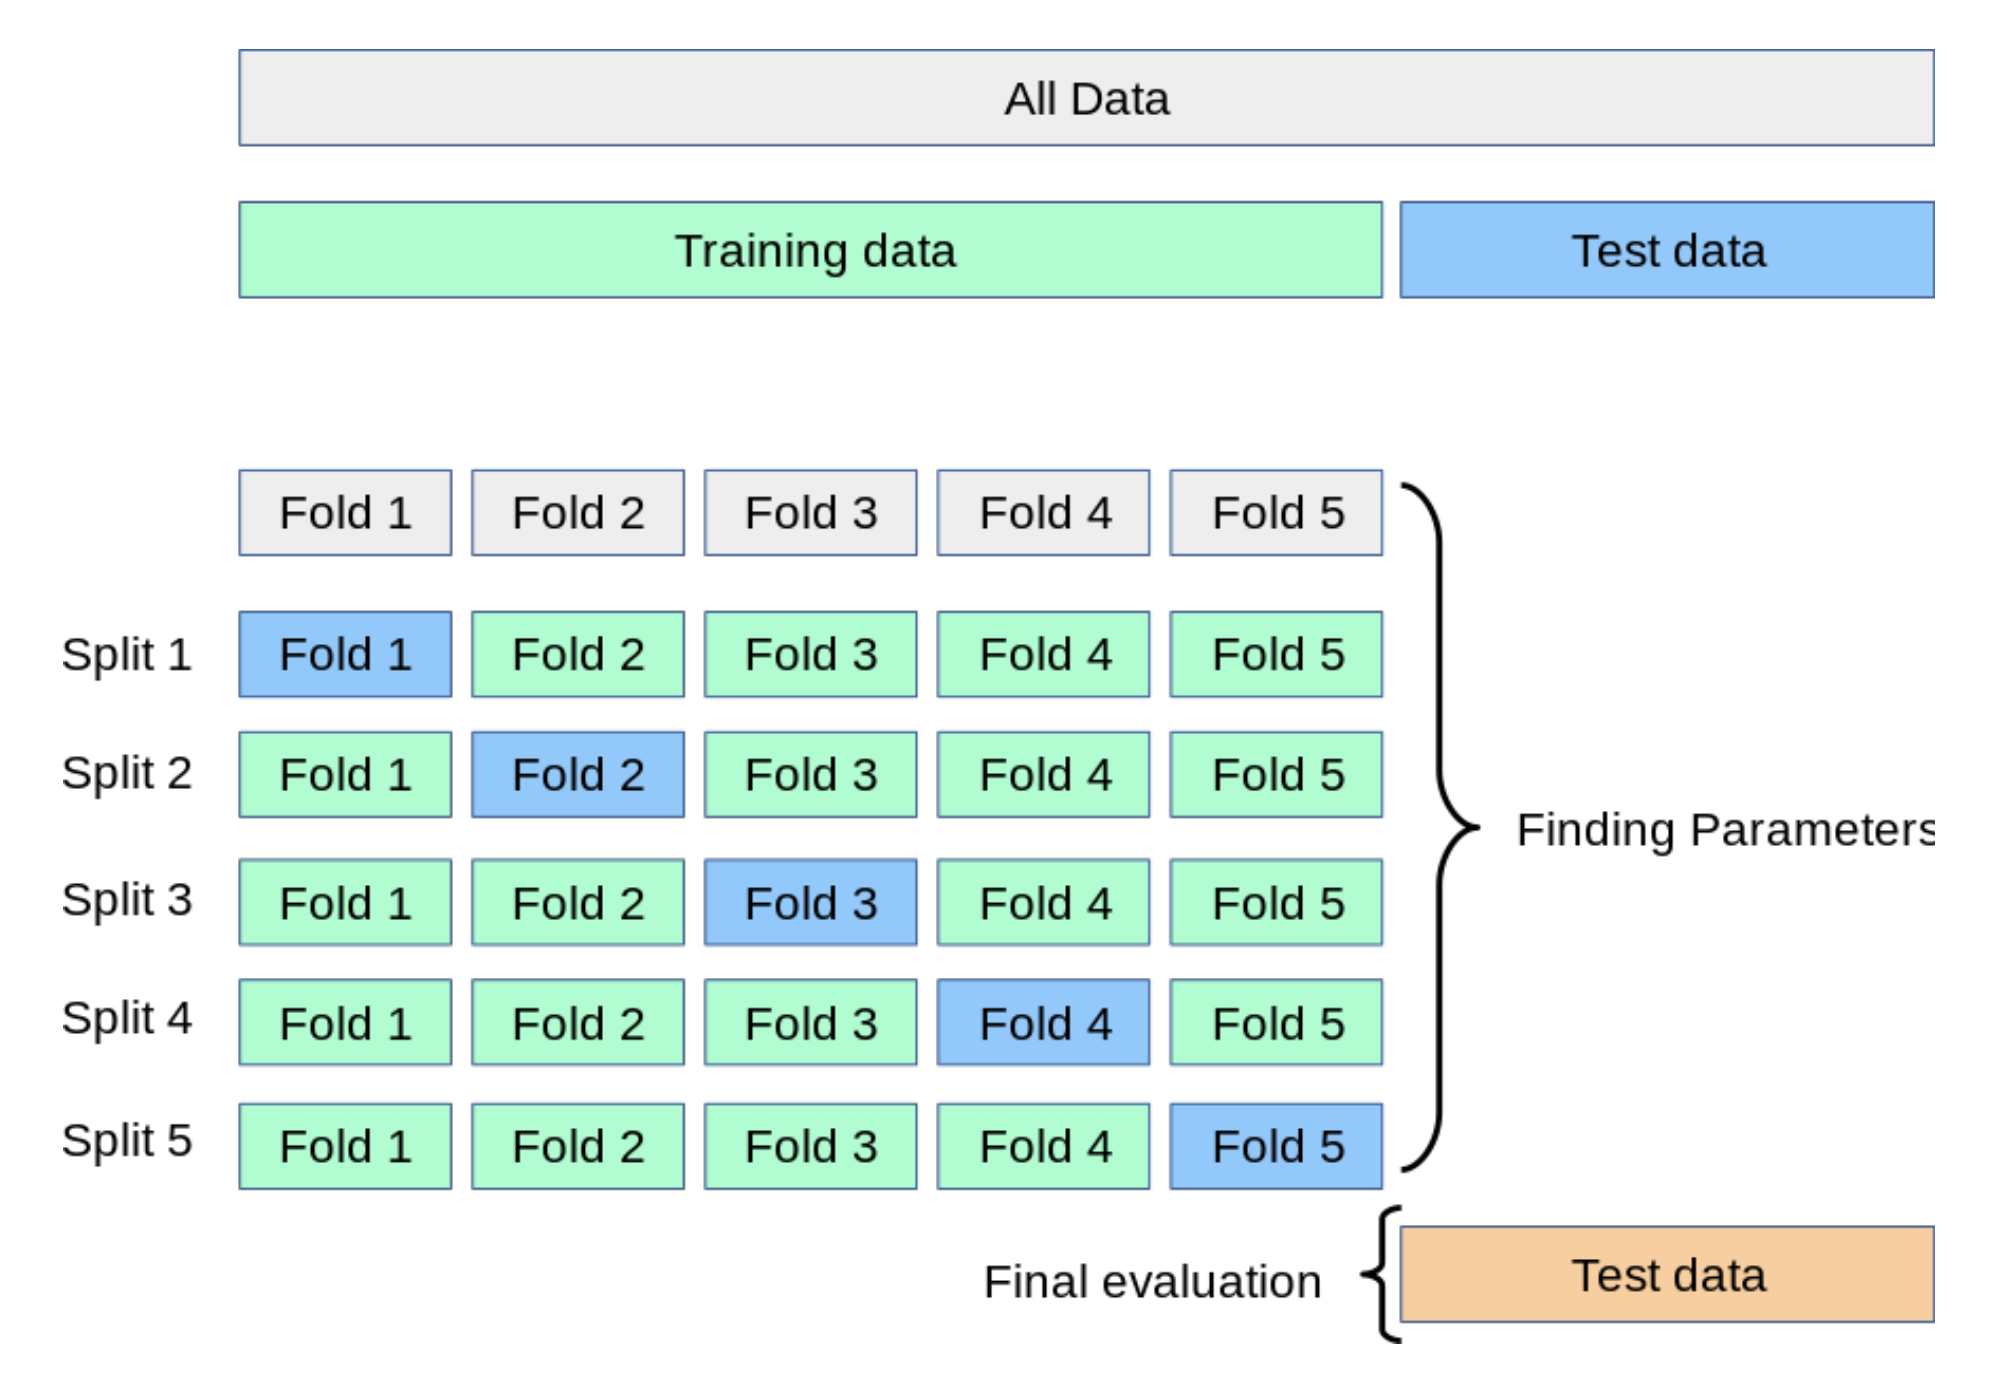 All Data
Training data Test data
Fold 1 Fold 2 Fold 3 Fold 4 Fold 5
Split 1 Fold 1 Fold 2 Fold 3 Fold 4 Fold 5
Split 2 Fold 1 Fold 2 Fold 3 Fold 4 Fold 5
Finding Parameters
Split 3 Fold 1 Fold 2 Fold 3 Fold 4 Fold 5
Split 4 Fold 1 Fold 2 Fold 3 Fold 4 Fold 5
Split 5 Fold 1 Fold 2 Fold 3 Fold 4 Fold 5
Final evaluation Test data